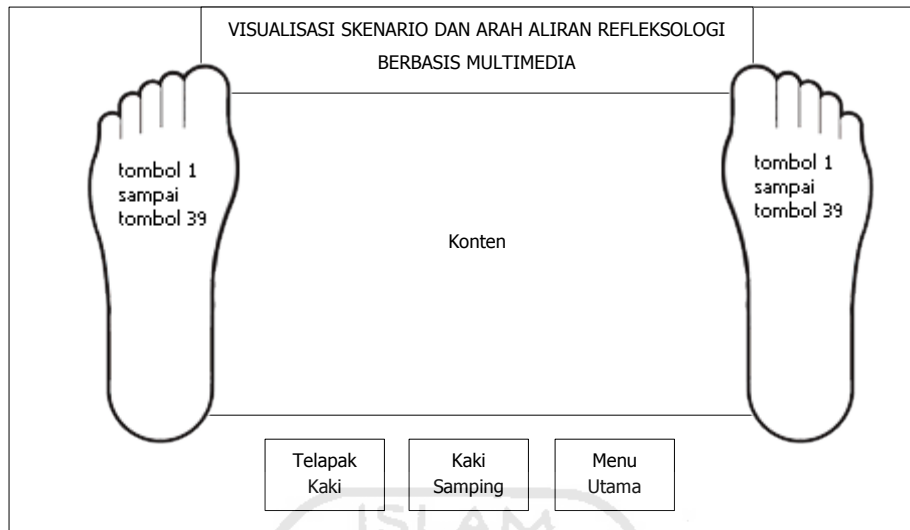 VISUALISASI SKENARIO DAN ARAH ALIRAN REFLEKSOLOGI
BERBASIS MULTIMEDIA
tombol 1
sampai
tombol 39
tombol 1
sampai
tombol 39
Konten
Telapak
Kaki
Kaki
Samping
Menu
Utama
ISLAM